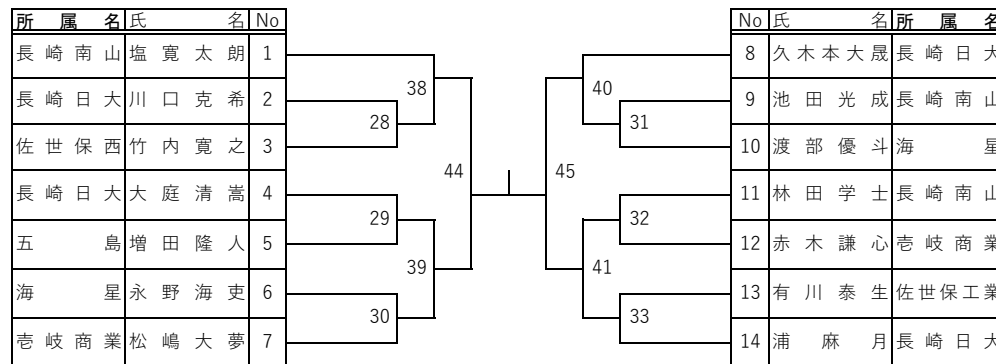 所属名 氏名 No
長崎南山 塩寛太朗 1
長崎日大 川口克希 2
佐世保西 竹内寛之 3
長崎日大 大庭清嵩 4
五島 増田隆人 5
海星 永野海吏 6
壱岐商業 松嶋大夢 7
38
28
44
29
39
30
40
31
45
32
41
33
No 氏名 所属名
8 久木本大晟 長崎日大
9 池田光成 長崎南山
10 渡部優斗 海星
11 林田学士 長崎南山
12 赤木謙心 壱岐商業
13 有川泰生 佐世保工業
14 浦麻月 長崎日大